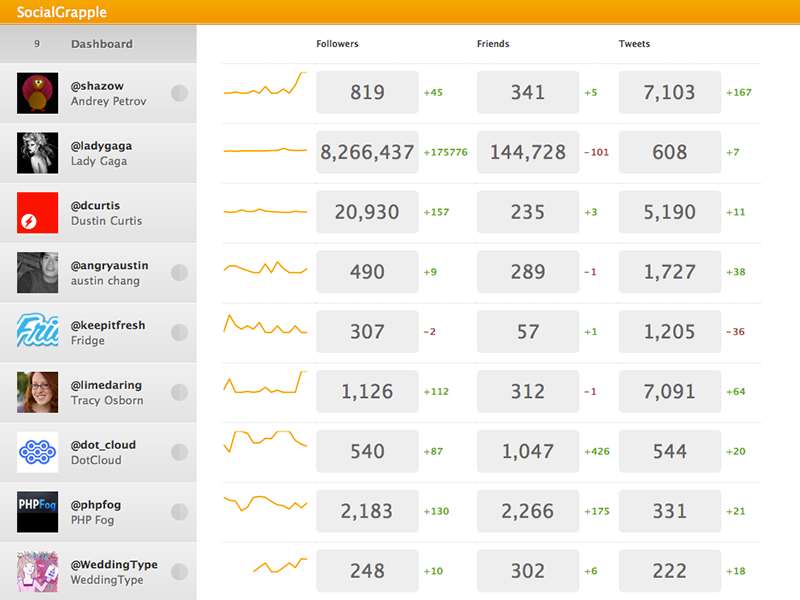 SocialGrapple
9 Dashboard Followers Friends Tweets
@shazow
Andrey Petrov
819 +45 341 +5 7,103 +167
@ladygaga
Lady Gaga
8,266,437 +175776 144,728 -101 608 +7
@dcurtis
Dustin Curtis
20,930 +157 235 +3 5,190 +11
@angryaustin
austin chang
490 +9 289 -1 1,727 +38
Fri
@keepitfresh
Fridge
307 -2 57 +1 1,205 -36
@limedaring
Tracy Osborn
1,126 +112 312 -1 7,091 +64
@dot_cloud
DotCloud
540 +87 1,047 +426 544 +20
PHPFog
@phpfog
PHP Fog
2,183 +130 2,266 +175 331 +21
@WeddingType
WeddingType
248 +10 302 +6 222 +18